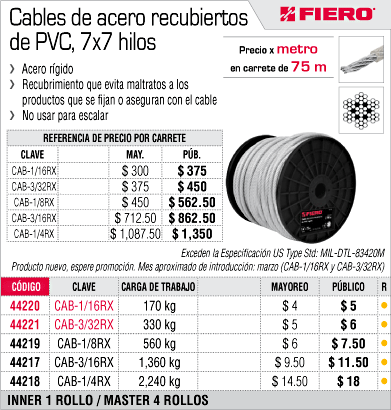 Cables de acero recubiertos
de PVC, 7x7 hilos
FIERO
Precio x metro
en carrete de 75 m
Acero rígido
Recubrimiento que evita maltratos a los
productos que se fijan o aseguran con el cable
No usar para escalar
REFERENCIA DE PRECIO POR CARRETE
CLAVE MAY. PÚB.
CAB-1/16RX $ 300 $ 375
CAB-3/32RX $ 375 $ 450
CAB-1/8RX $ 450 $ 562.50
CAB-3/16RX $ 712.50 $ 862.50
CAB-1/4RX $ 1,087.50 $ 1,350
FIERO
Exceden la Especificación US Type Std: MIL-DTL-83420M
Producto nuevo, espere promoción. Mes aproximado de introducción: marzo (CAB-1/16RX y CAB-3/32RX)
CÓDIGO CLAVE CARGA DE TRABAJO MAYOREO PÚBLICO R
44220 CAB-1/16RX 170 kg $ 4 $ 5
44221 CAB-3/32RX 330 kg $ 5 $ 6
44219 CAB-1/8RX 560 kg $ 6 $ 7.50
44217 CAB-3/16RX 1,360 kg $ 9.50 $ 11.50
44218 CAB-1/4RX 2,240 kg $ 14.50 $ 18
INNER 1 ROLLO / MASTER 4 ROLLOS